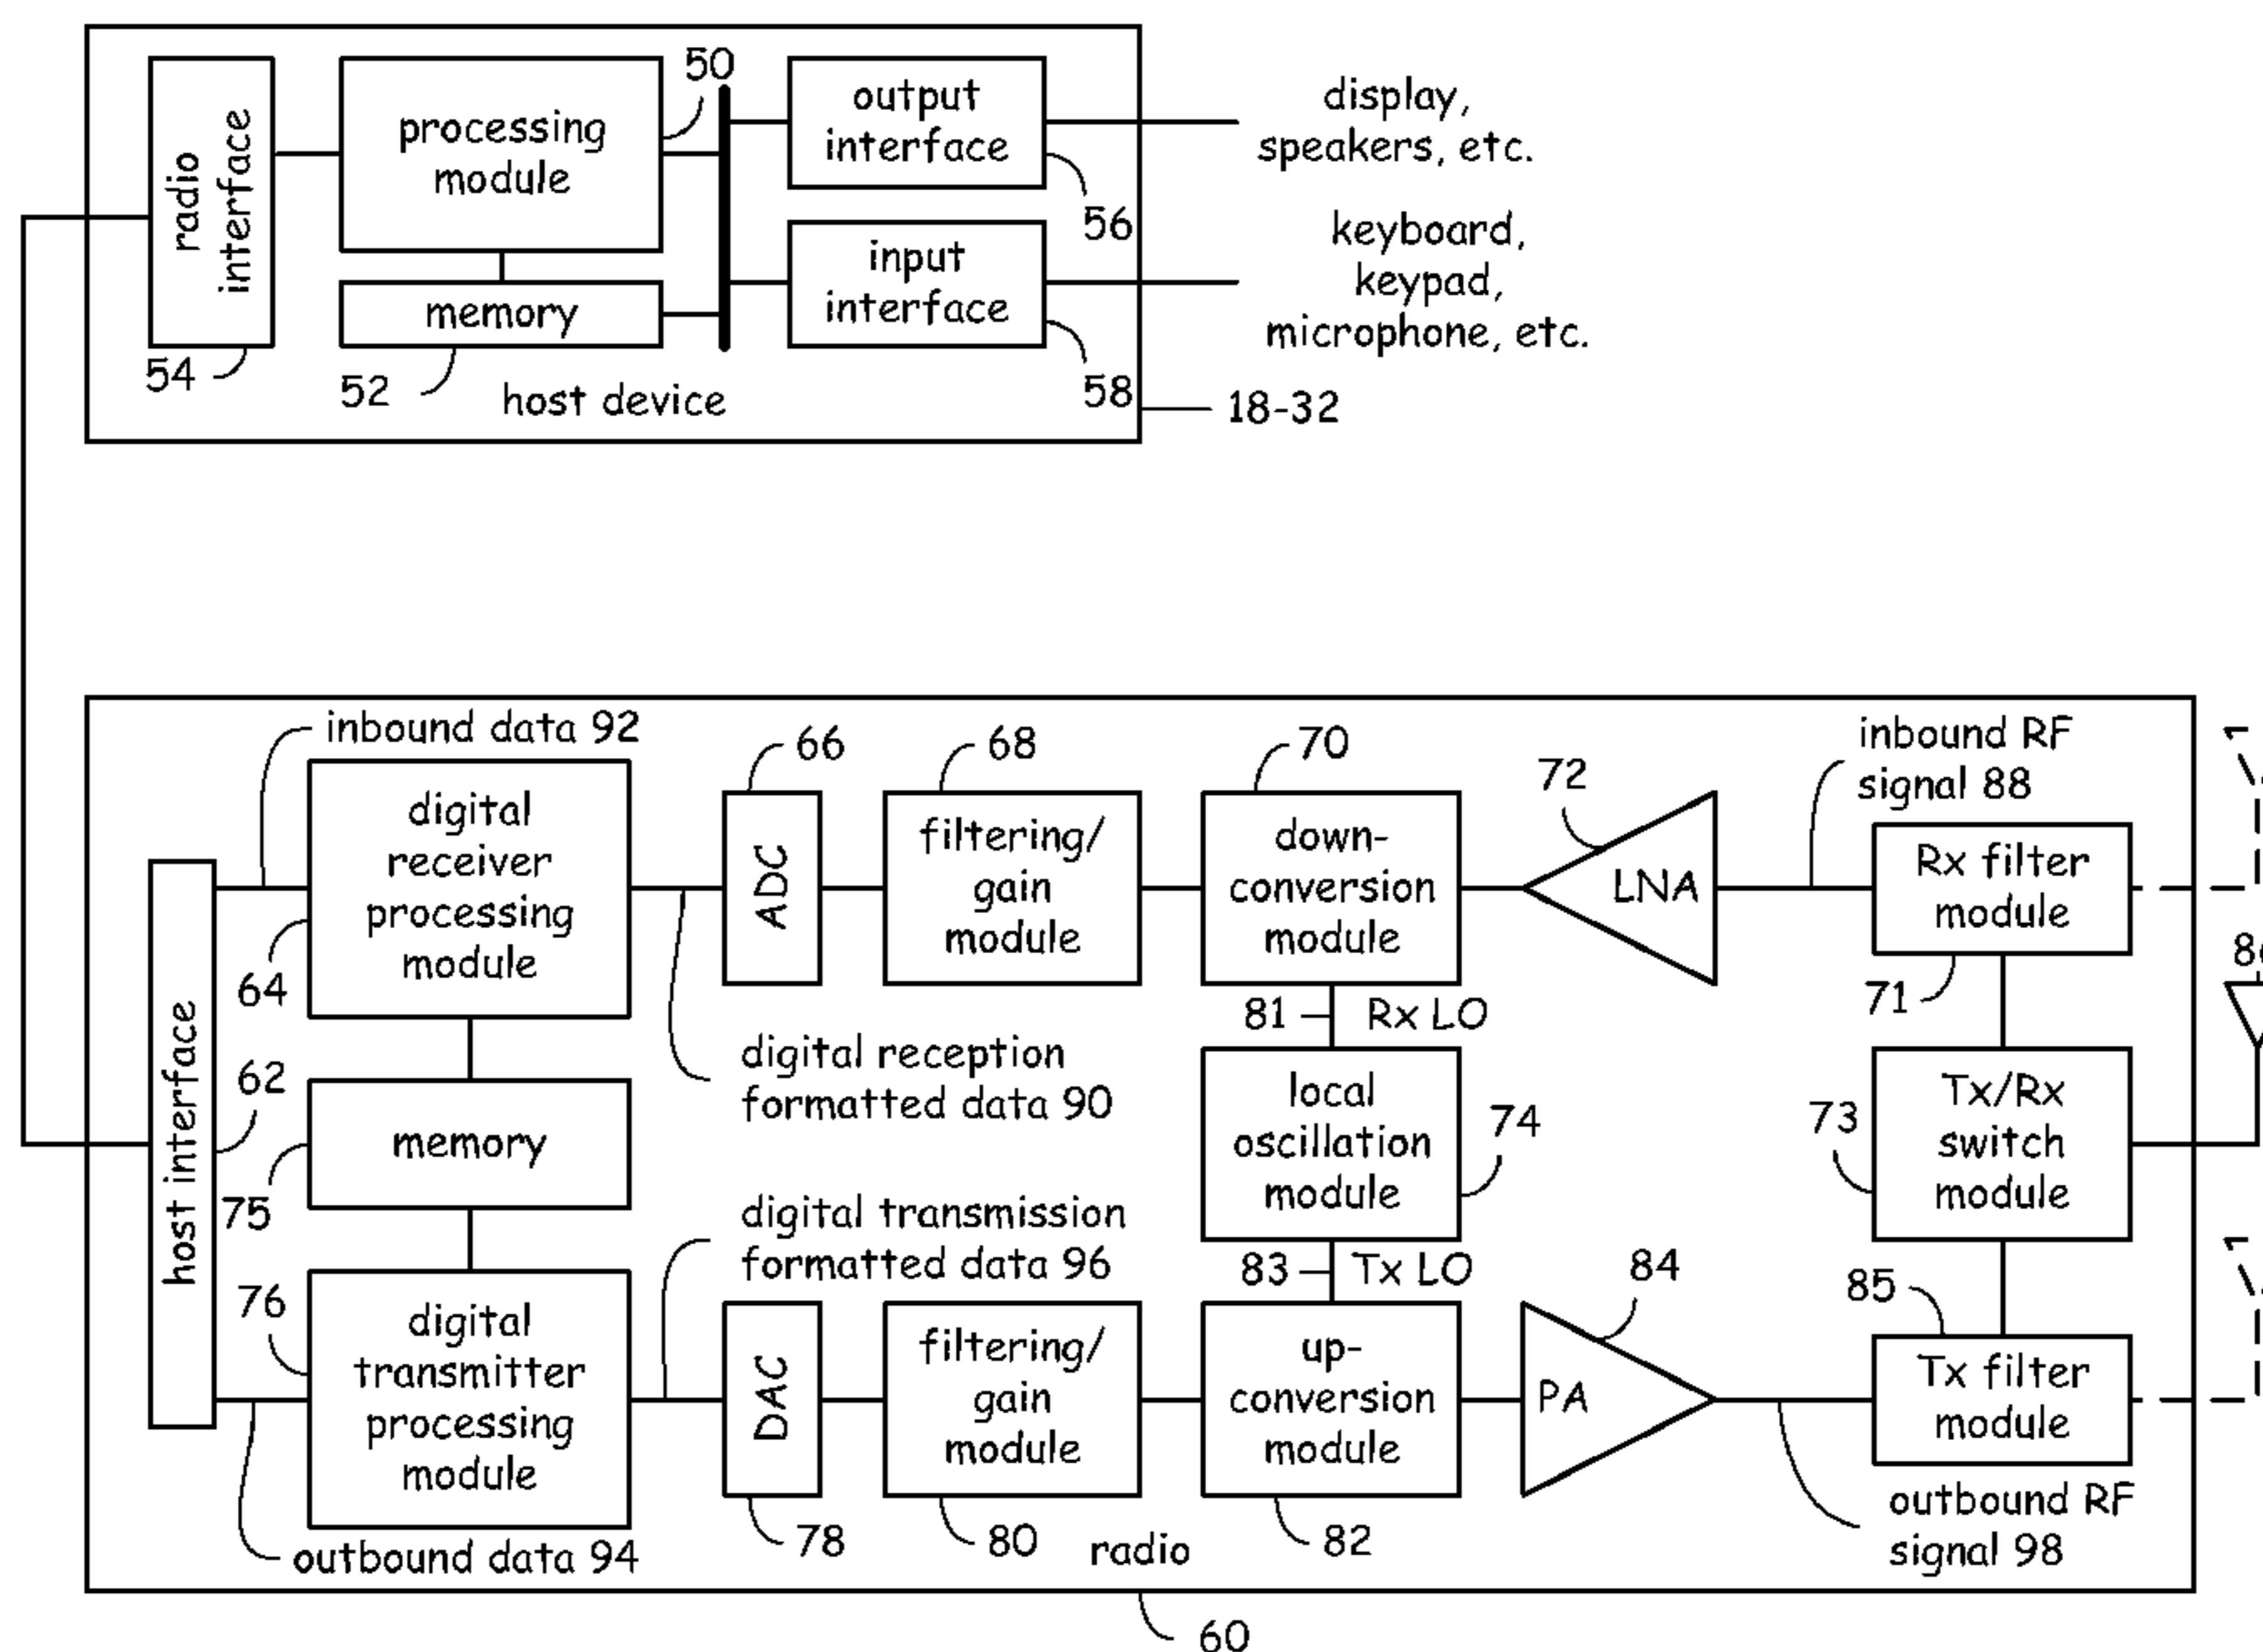 radio
interface
54
processing
module
50
memory
52
host device
output
interface
56
input
interface
58
display,
speakers, etc.
keyboard,
keypad,
microphone, etc.
18-32
inbound data 92
digital
receiver
processing
module
64
host interface
62
memory
75
76
digital
transmitter
processing
module
outbound data 94
66
ADC
digital reception
formatted data 90
digital transmission
formatted data 96
DAC
78
68
filtering/
gain
module
filtering/
gain
module
80
radio
70
down-
conversion
module
81
Rx LO
local
oscillation
module
74
83
Tx LO
up-
conversion
module
82
72
LNA
PA
84
inbound RF
signal 88
Rx filter
module
71
Tx/Rx
switch
module
73
85
Tx filter
module
outbound RF
signal 98
60